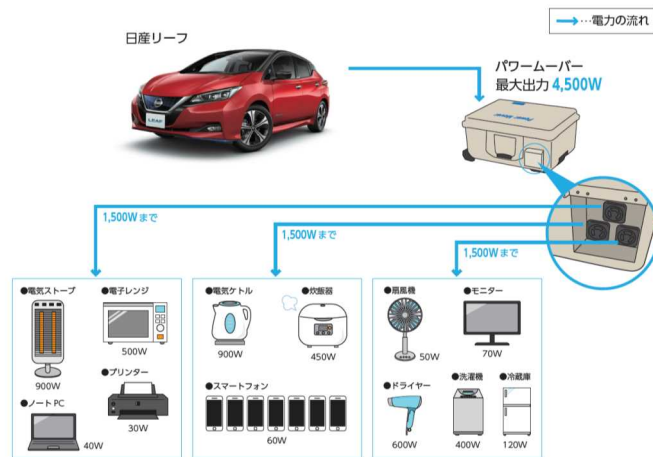 …電力の流れ
日産リーフ
パワームーバー
最大出力 4,500W
Power Mover
1,500Wまで
1,500Wまで
1,500Wまで
●電気ストーブ
900W
●電子レンジ
500W
●プリンター
30W
●ノートPC
40W
●電気ケトル
900W
●炊飯器
450W
●スマートフォン
60W
●扇風機
50W
●モニター
70W
●ドライヤー
600W
●洗濯機
400W
●冷蔵庫
120W